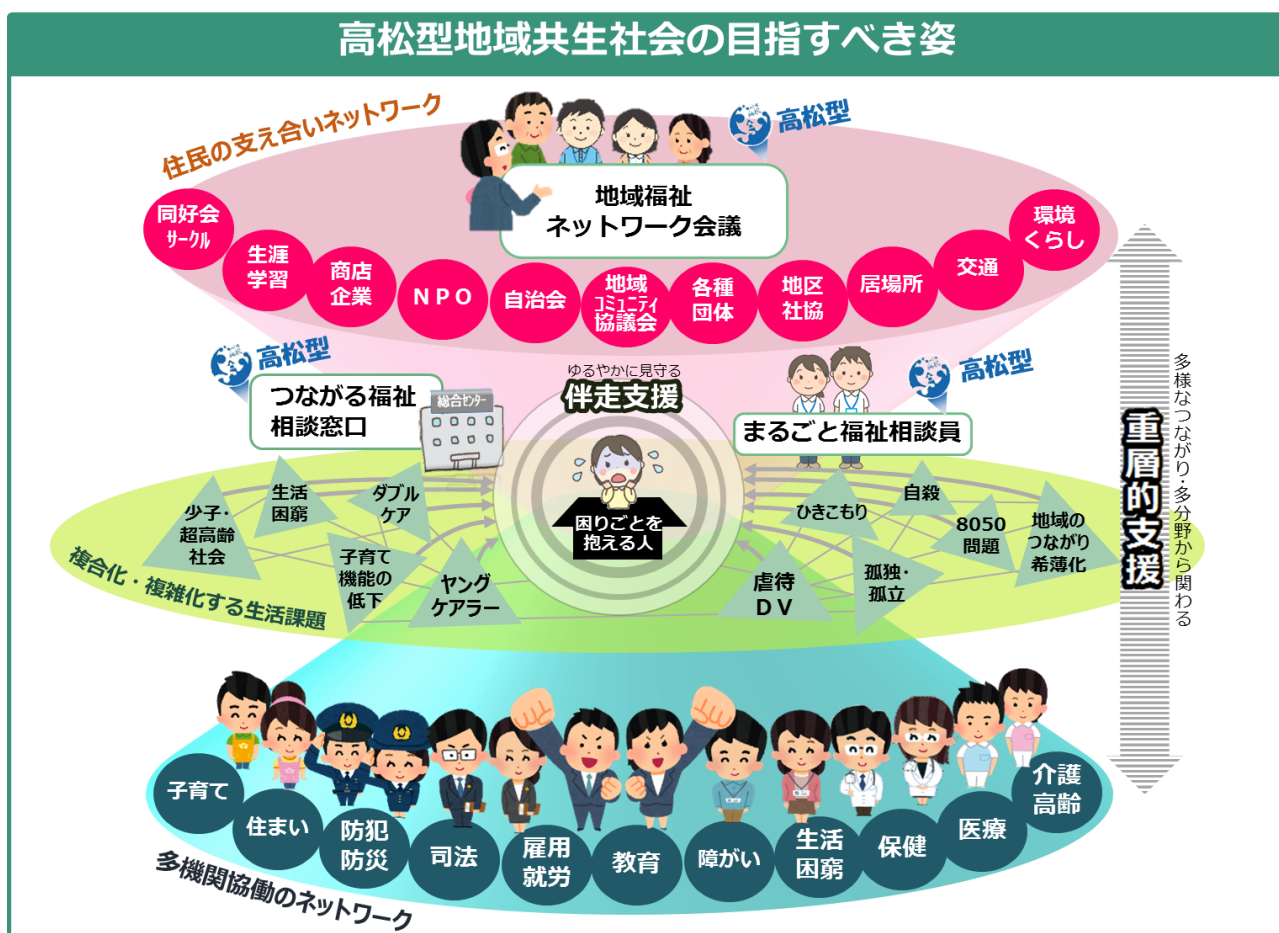 高松型地域共生社会の目指すべき姿
住民の支え合いネットワーク
高松型
地域福祉
ネットワーク会議
同好会
ｻｰｸﾙ
生涯
学習
商店
企業
ＮＰＯ
自治会
地域
ｺﾐｭﾆﾃｨ
協議会
各種
団体
地区
社協
居場所
交通
環境
くらし
高松型
つながる福祉
相談窓口
総合ｾﾝﾀｰ
ゆるやかに見守る
伴走支援
高松型
まるごと福祉相談員
困りごとを
抱える人
少子・
超高齢
社会
生活
困窮
ダブル
ケア
子育て
機能の
低下
ヤング
ケアラー
ひきこもり
自殺
8050
問題
地域の
つながり
希薄化
虐待
ＤＶ
孤独・
孤立
複合化・複雑化する生活課題
重層的支援
多様なつながり・多分野から関わる
子育て
住まい
防犯
防災
司法
雇用
就労
教育
障がい
生活
困窮
保健
医療
介護
高齢
多機関協働のネットワーク